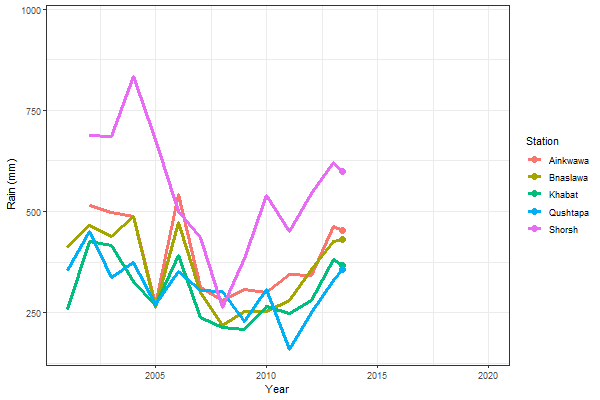 1000
750
500
250
Rain (mm)
2005
2010
2015
2020
Year
Station
Ainkwawa
Bnaslawa
Khabat
Qushtapa
Shorsh